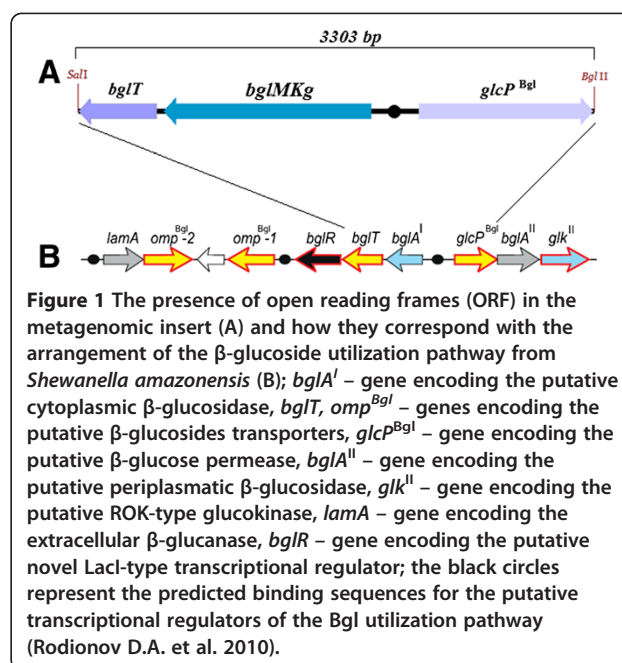 3303 bp
A
SalI
bglT
bglMKg
glcP Bgl
BglII
B
lamA
omp Bgl-2
omp Bgl-1
bglR
bglT
bglA I
glcP Bgl
bglA II
glk II
Figure 1 The presence of open reading frames (ORF) in the
metagenomic insert (A) and how they correspond with the
arrangement of the β-glucoside utilization pathway from
Shewanella amazonensis (B); bglA^I – gene encoding the putative
cytoplasmic β-glucosidase, bglT, omp^Bgl – genes encoding the
putative β-glucosides transporters, glcP^Bgl – gene encoding the
putative β-glucose permease, bglA^II – gene encoding the
putative periplasmatic β-glucosidase, glk^II – gene encoding the
putative ROK-type glucokinase, lamA – gene encoding the
extracellular β-glucanase, bglR – gene encoding the putative
novel LacI-type transcriptional regulator; the black circles
represent the predicted binding sequences for the putative
transcriptional regulators of the Bgl utilization pathway
(Rodionov D.A. et al. 2010).